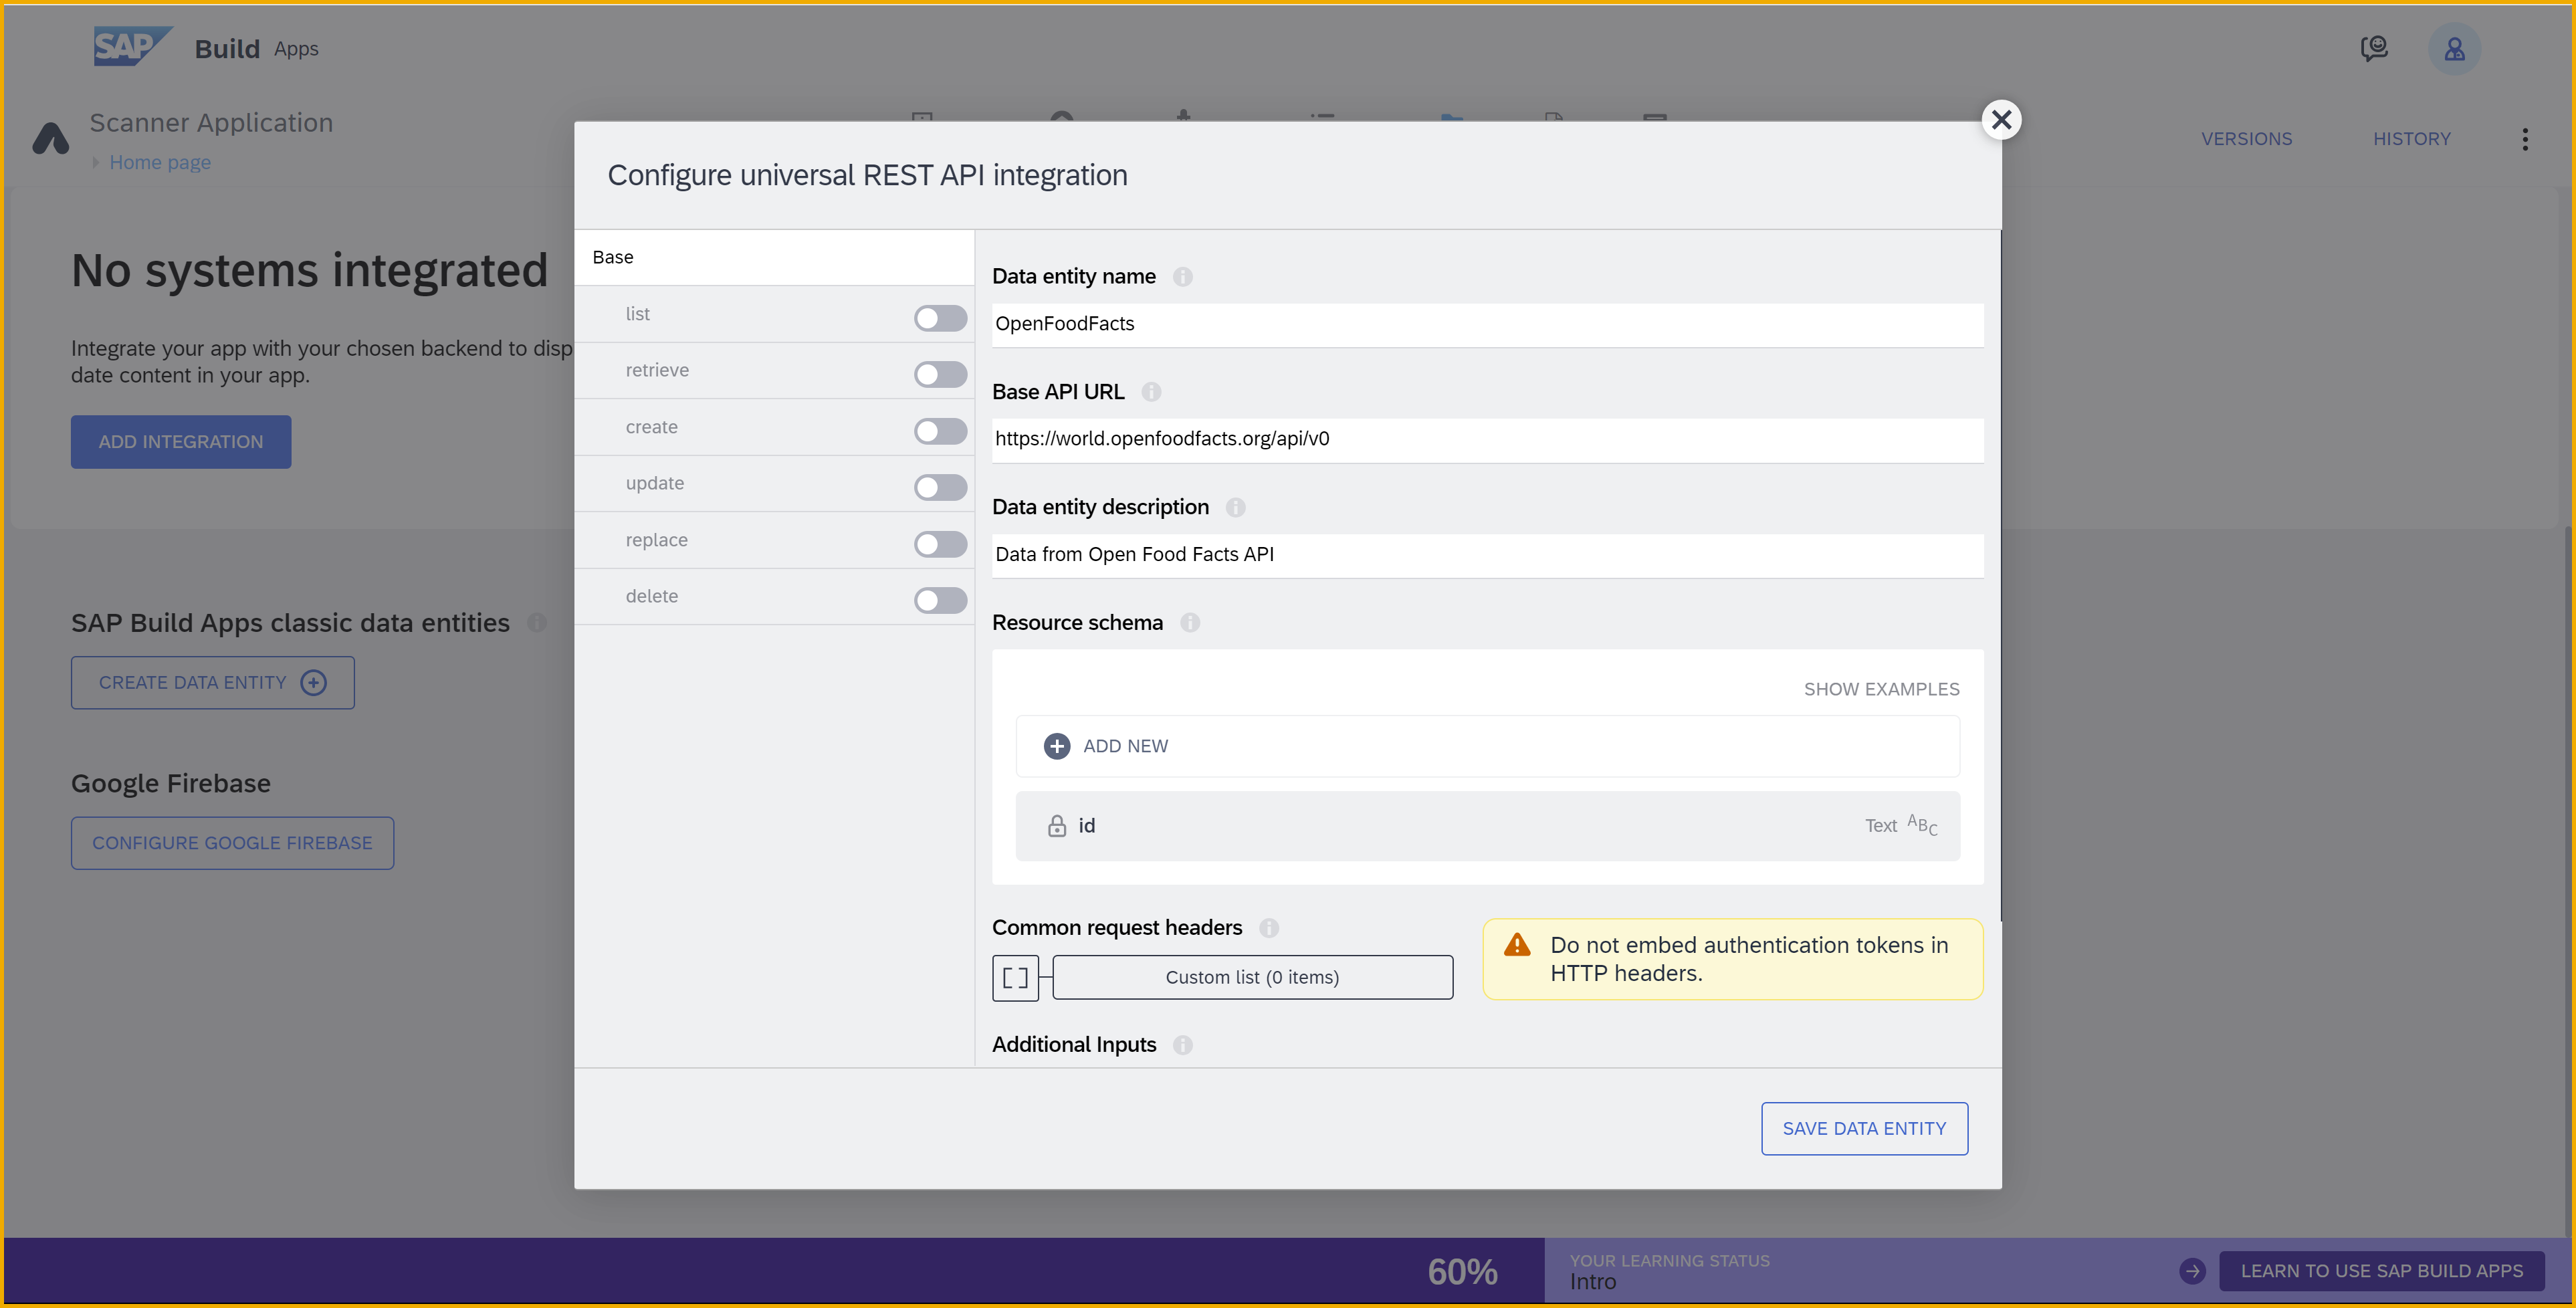 SAP Build Apps
Scanner Application
Home page
VERSIONS
HISTORY
No systems integrated
Integrate your app with your chosen backend to disp
date content in your app.
ADD INTEGRATION
SAP Build Apps classic data entities
CREATE DATA ENTITY
Google Firebase
CONFIGURE GOOGLE FIREBASE
Configure universal REST API integration
Base
list
retrieve
create
update
replace
delete
Data entity name
OpenFoodFacts
Base API URL
https://world.openfoodfacts.org/api/v0
Data entity description
Data from Open Food Facts API
Resource schema
SHOW EXAMPLES
ADD NEW
id
Text ABC
Common request headers
[ ]
Custom list (0 items)
Do not embed authentication tokens in
HTTP headers.
Additional Inputs
SAVE DATA ENTITY
60%
YOUR LEARNING STATUS
Intro
LEARN TO USE SAP BUILD APPS